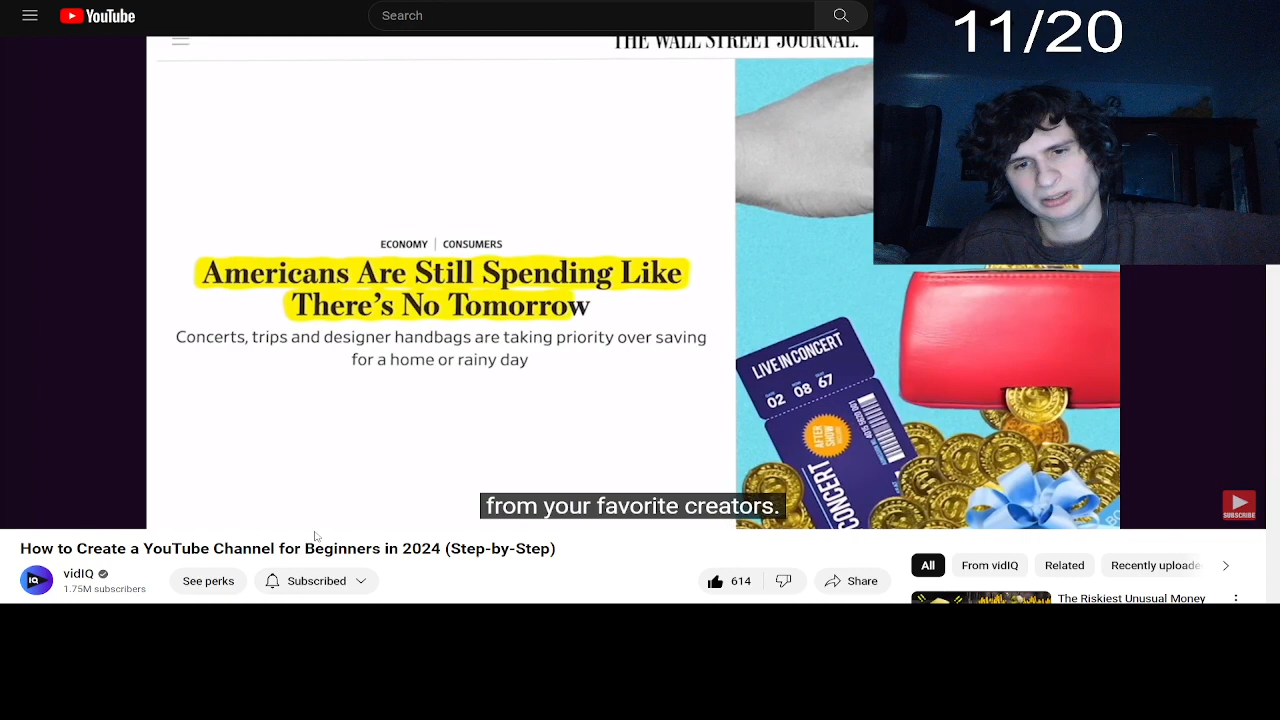 YouTube
Search
11/20
THE WALL STREET JOURNAL.
ECONOMY | CONSUMERS
Americans Are Still Spending Like
There's No Tomorrow
Concerts, trips and designer handbags are taking priority over saving
for a home or rainy day
LIVE IN CONCERT
02 08 67
AFTER
SHOW
CONCERT
from your favorite creators.
SUBSCRIBE
How to Create a YouTube Channel for Beginners in 2024 (Step-by-Step)
IQ
vidIQ
1.75M subscribers
See perks
Subscribed
614
Share
All
From vidIQ
Related
Recently uploade
The Riskiest Unusual Money